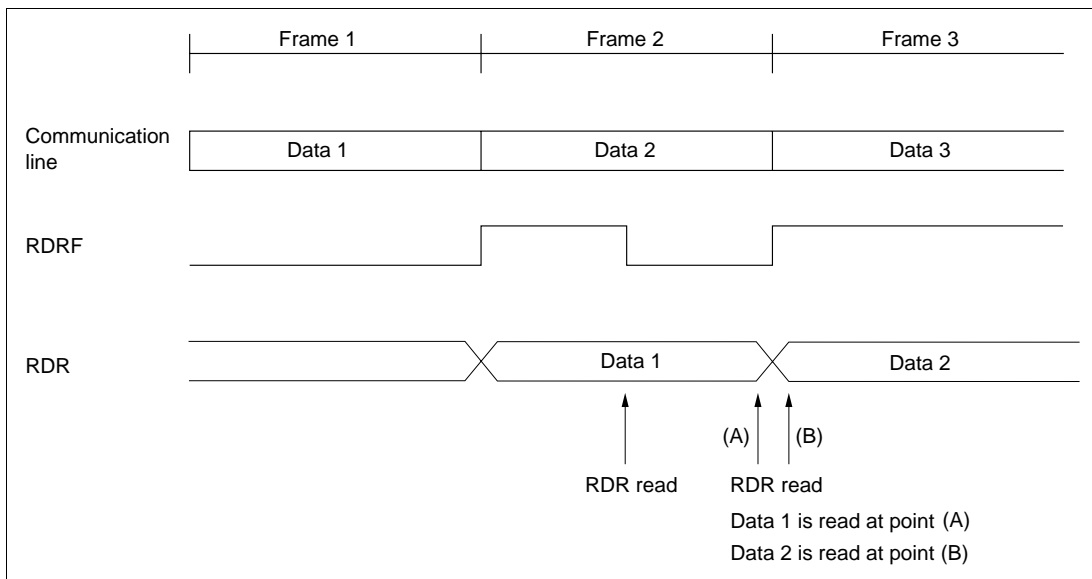 Frame 1 Frame 2 Frame 3
Communication
line
Data 1 Data 2 Data 3
RDRF
RDR
Data 1 Data 2
(A) (B)
RDR read RDR read
Data 1 is read at point (A)
Data 2 is read at point (B)